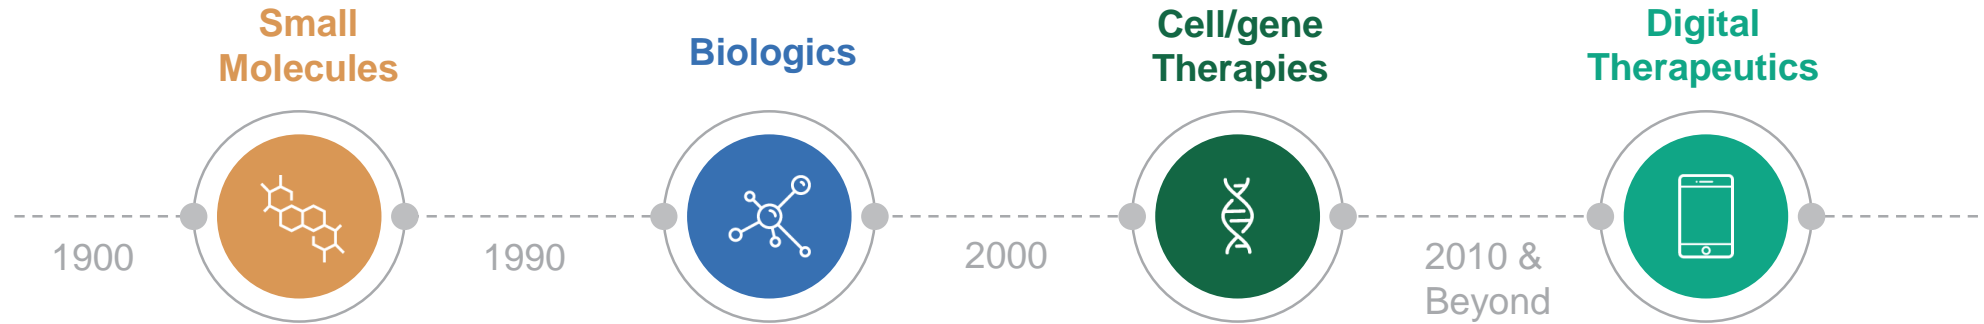 Small
Molecules
Biologics
Cell/gene
Therapies
Digital
Therapeutics
1900
1990
2000
2010 &
Beyond